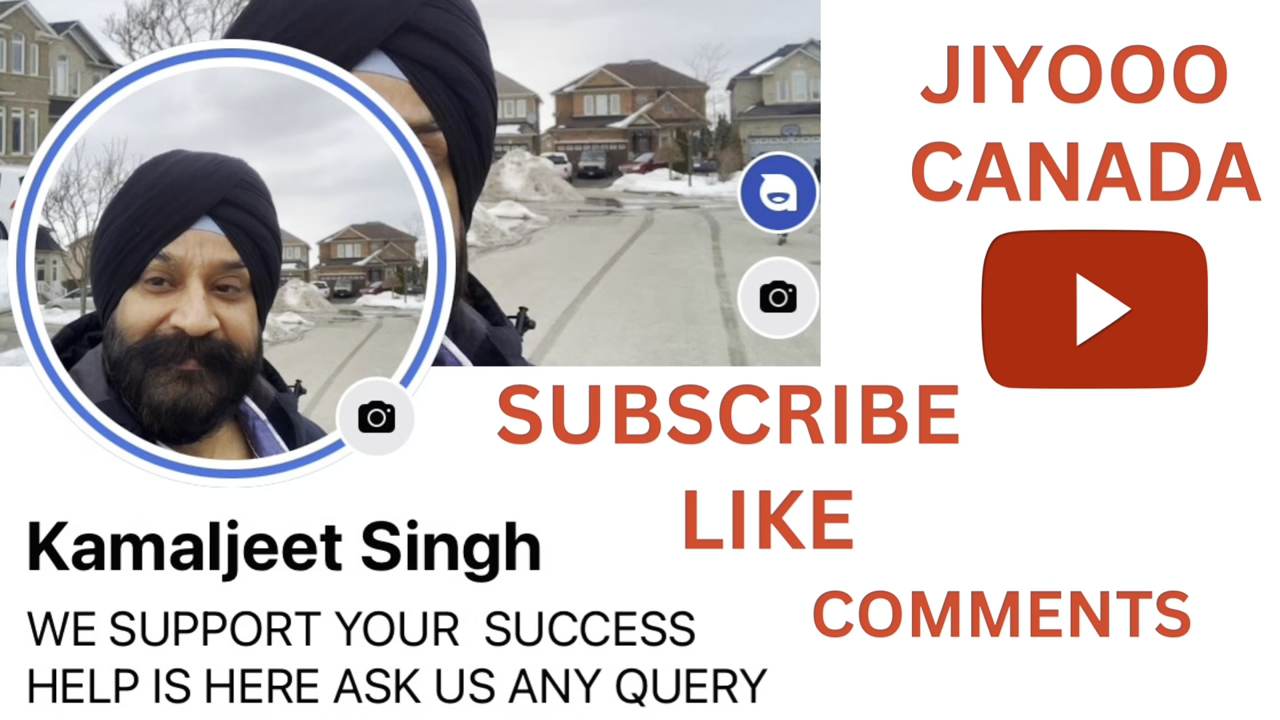 JIYOOO
CANADA
SUBSCRIBE
LIKE
COMMENTS
Kamaljeet Singh
WE SUPPORT YOUR SUCCESS
HELP IS HERE ASK US ANY QUERY